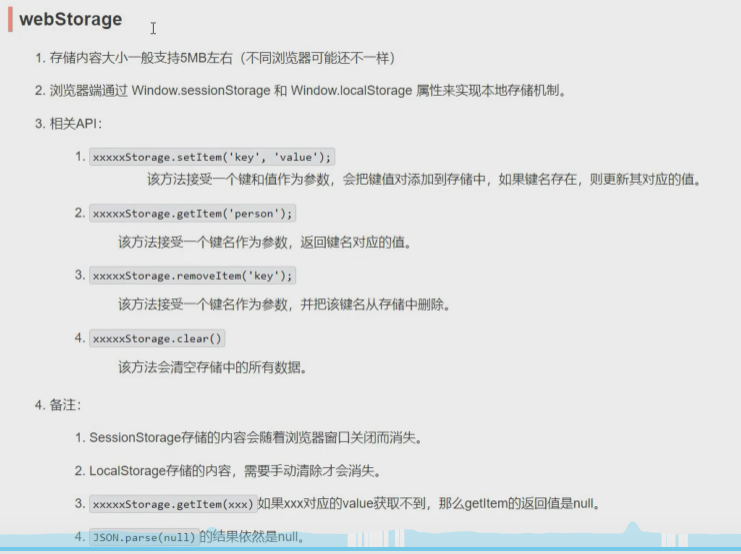 webStorage
1. 存储内容大小一般支持5MB左右（不同浏览器可能还不一样）
2. 浏览器端通过 Window.sessionStorage 和 Window.localStorage 属性来实现本地存储机制。
3. 相关API：
1. xxxxxStorage.setItem('key', 'value');
该方法接受一个键和值作为参数，会把键值对添加到存储中，如果键名存在，则更新其对应的值。
2. xxxxxStorage.getItem('person');
该方法接受一个键名作为参数，返回键名对应的值。
3. xxxxxStorage.removeItem('key');
该方法接受一个键名作为参数，并把该键名从存储中删除。
4. xxxxxStorage.clear()
该方法会清空存储中的所有数据。
4. 备注：
1. SessionStorage存储的内容会随着浏览器窗口关闭而消失。
2. LocalStorage存储的内容，需要手动清除才会消失。
3. xxxxxStorage.getItem(xxx)如果xxx对应的value获取不到，那么getItem的返回值是null。
4. JSON.parse(null)的结果依然是null。